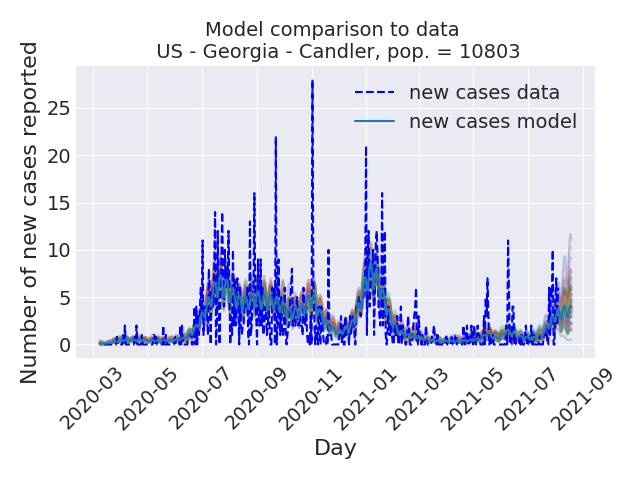 Model comparison to data
US - Georgia - Candler, pop. = 10803
Number of new cases reported
25
20
15
10
5
0
new cases data
new cases model
2020-03
2020-05
2020-07
2020-09
2020-11
2021-01
2021-03
2021-05
2021-07
2021-09
Day